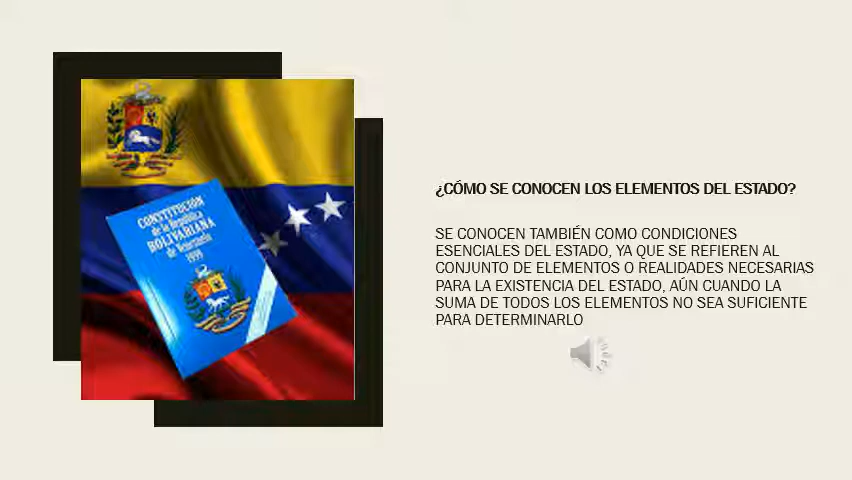 CONSTITUCIÓN
de la República
BOLIVARIANA
de Venezuela
1999
¿CÓMO SE CONOCEN LOS ELEMENTOS DEL ESTADO?
SE CONOCEN TAMBIÉN COMO CONDICIONES
ESENCIALES DEL ESTADO, YA QUE SE REFIEREN AL
CONJUNTO DE ELEMENTOS O REALIDADES NECESARIAS
PARA LA EXISTENCIA DEL ESTADO, AÚN CUANDO LA
SUMA DE TODOS LOS ELEMENTOS NO SEA SUFICIENTE
PARA DETERMINARLO